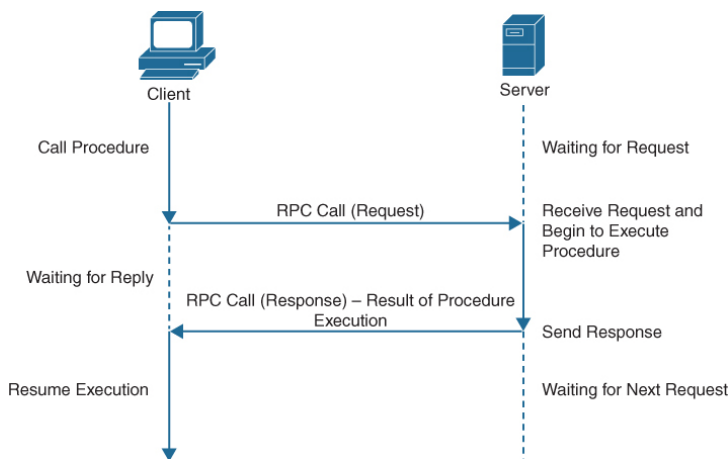 Client
Server
Call Procedure
Waiting for Request
RPC Call (Request)
Receive Request and
Begin to Execute
Procedure
Waiting for Reply
RPC Call (Response) – Result of Procedure
Execution
Send Response
Resume Execution
Waiting for Next Request